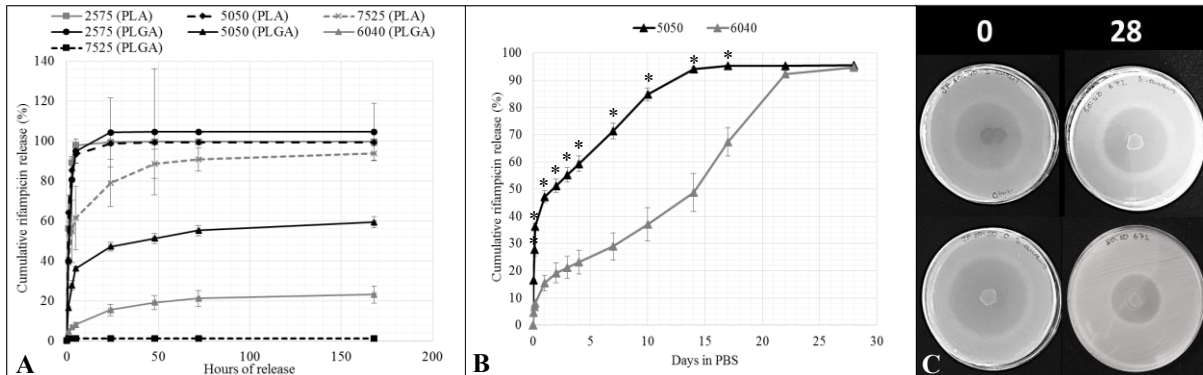 2575 (PLA) 5050 (PLA) 7525 (PLA)
2575 (PLGA) 5050 (PLGA) 6040 (PLGA)
7525 (PLGA)
Cumulative rifampicin release (%)
140
120
100
80
60
40
20
0
0 50 100 150 200
Hours of release
A
5050 6040
Cumulative rifampicin release (%)
100
90
80
70
60
50
40
30
20
10
0
* * * * * * * * * *
0 5 10 15 20 25 30
Days in PBS
B
0 28
C